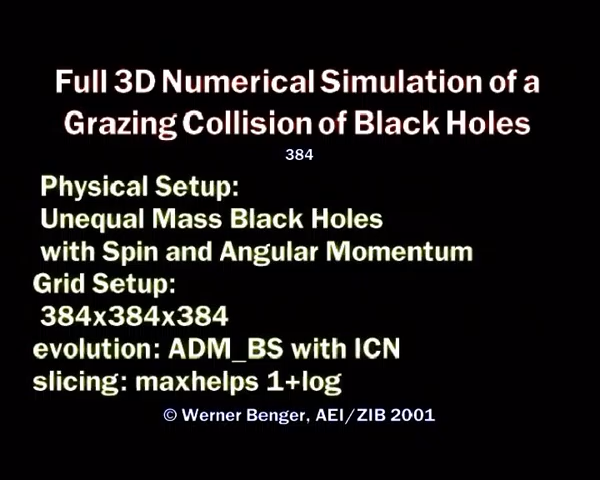 Full 3D Numerical Simulation of a
Grazing Collision of Black Holes
384
Physical Setup:
Unequal Mass Black Holes
with Spin and Angular Momentum
Grid Setup:
384x384x384
evolution: ADM_BS with ICN
slicing: maxhelps 1+log
© Werner Benger, AEI/ZIB 2001